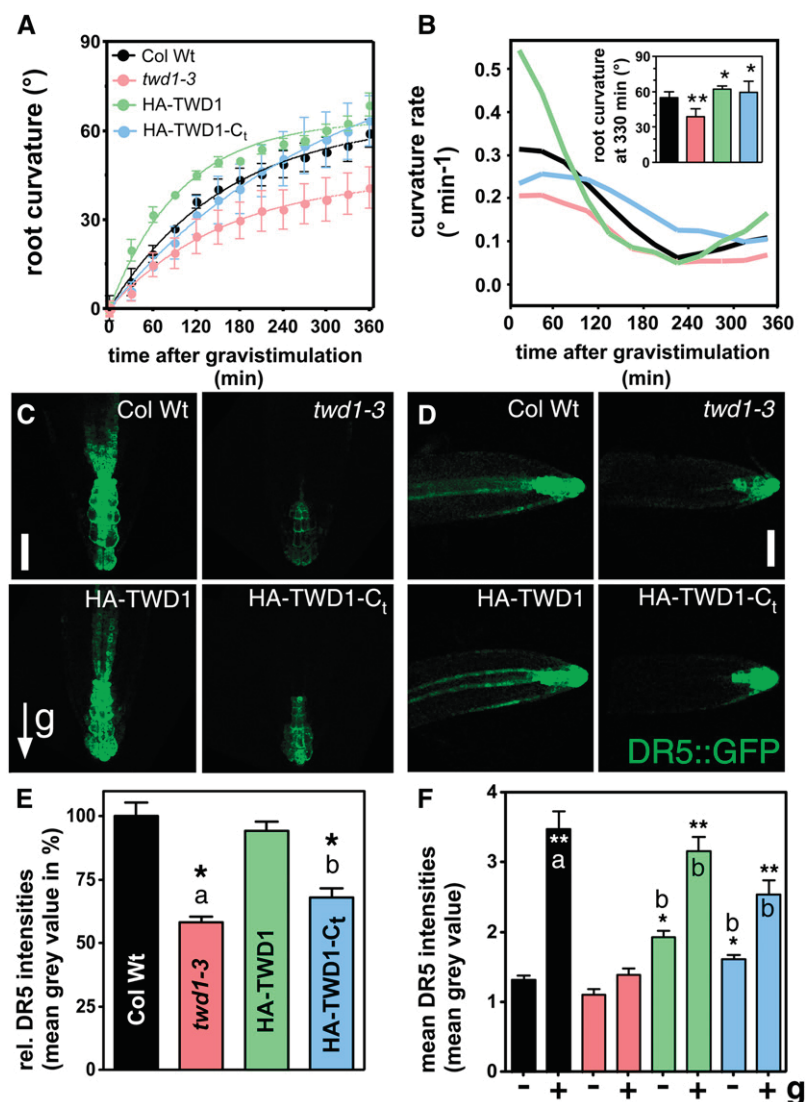 A
root curvature (°)
90
60
30
0
Col Wt
twd1-3
HA-TWD1
HA-TWD1-Ct
0 60 120 180 240 300 360
time after gravistimulation
(min)
B
curvature rate
(° min-1)
0.5
0.4
0.3
0.2
0.1
0.0
root curvature
at 330 min (°)
90
60
30
0
** * *
0 60 120 180 240 300 360
time after gravistimulation
(min)
C
Col Wt
twd1-3
HA-TWD1
HA-TWD1-Ct
g
D
Col Wt
twd1-3
HA-TWD1
HA-TWD1-Ct
DR5::GFP
E
rel. DR5 intensities
(mean grey value in %)
100
75
50
25
0
*
a
*
b
Col Wt
twd1-3
HA-TWD1
HA-TWD1-Ct
F
mean DR5 intensities
(mean grey value)
4
3
2
1
0
**
a
b
*
**
b
b
*
**
b
- + - + - + - + g